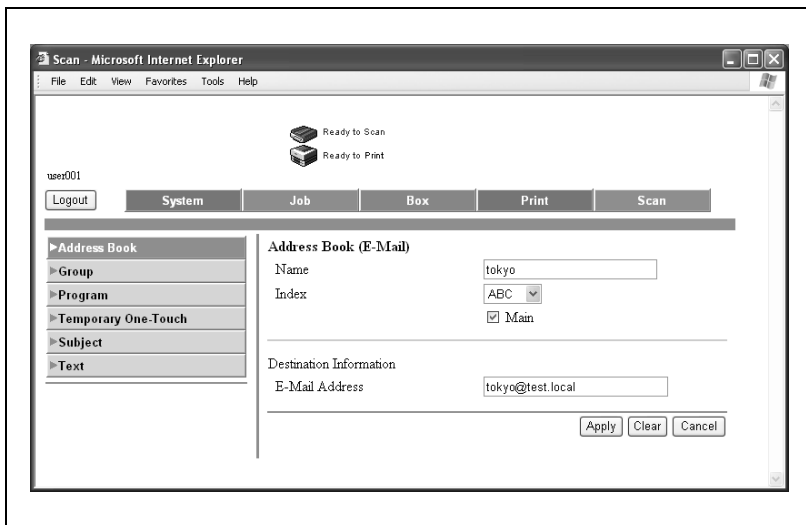 Scan - Microsoft Internet Explorer
File Edit View Favorites Tools Help
Ready to Scan
Ready to Print
user001
Logout System Job Box Print Scan
Address Book
Group
Program
Temporary One-Touch
Subject
Text
Address Book (E-Mail)
Name tokyo
Index ABC
Main
Destination Information
E-Mail Address tokyo@test.local
Apply Clear Cancel